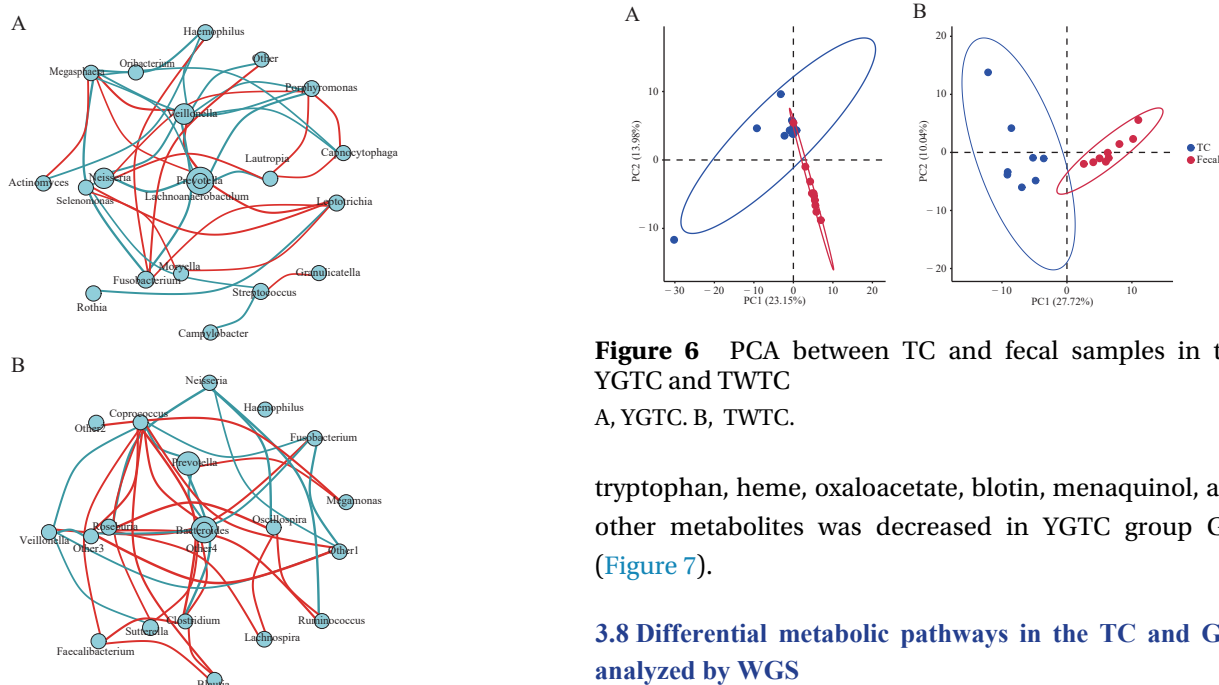 A
Haemophilus
Other
Megasphaera
Oribacterium
Porphyromonas
Veillonella
Capnocytophaga
Lautropia
Actinomyces
Neisseria
Prevotella
Selenomonas
Lachnoanaerobaculum
Leptotrichia
Moryella
Fusobacterium
Granulicatella
Streptococcus
Rothia
Campylobacter
B
Neisseria
Haemophilus
Coprococcus
Other2
Fusobacterium
Prevotella
Megamonas
Oscillospira
Roseburia
Bacteroides
Veillonella
Other3
Other4
Other1
Clostridium
Ruminococcus
Sutterella
Lachnospira
Faecalibacterium
A
PC2 (13.98%)
10
0
−10
−30
−20
−10
0
10
20
PC1 (23.15%)
B
PC2 (10.04%)
20
10
0
−10
−20
−10
0
10
PC1 (27.72%)
TC
Fecal
Figure 6 PCA between TC and fecal samples in t
YGTC and TWTC
A, YGTC. B, TWTC.
tryptophan, heme, oxaloacetate, blotin, menaquinol, a
other metabolites was decreased in YGTC group G
(Figure 7).
3.8 Differential metabolic pathways in the TC and G
analyzed by WGS